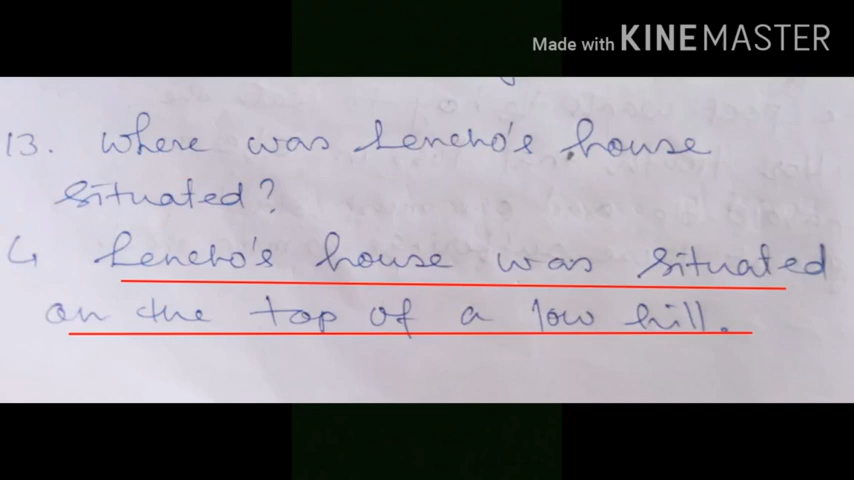 Made with KINEMASTER
13. Where was Lencho's house
situated?
↳ Lencho's house was situated
on the top of a low hill.